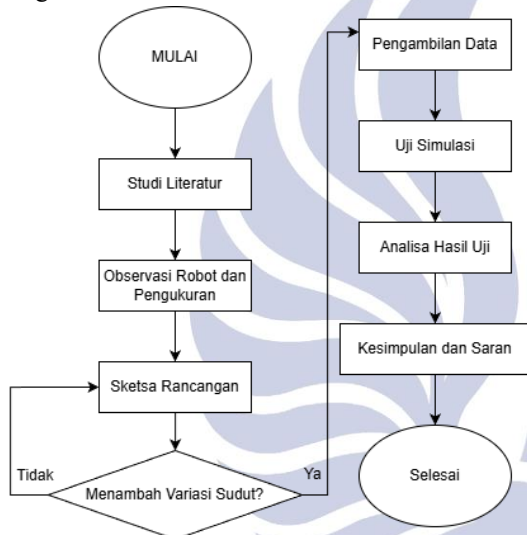 MULAI
Studi Literatur
Observasi Robot dan
Pengukuran
Sketsa Rancangan
Menambah Variasi Sudut?
Tidak
Ya
Pengambilan Data
Uji Simulasi
Analisa Hasil Uji
Kesimpulan dan Saran
Selesai